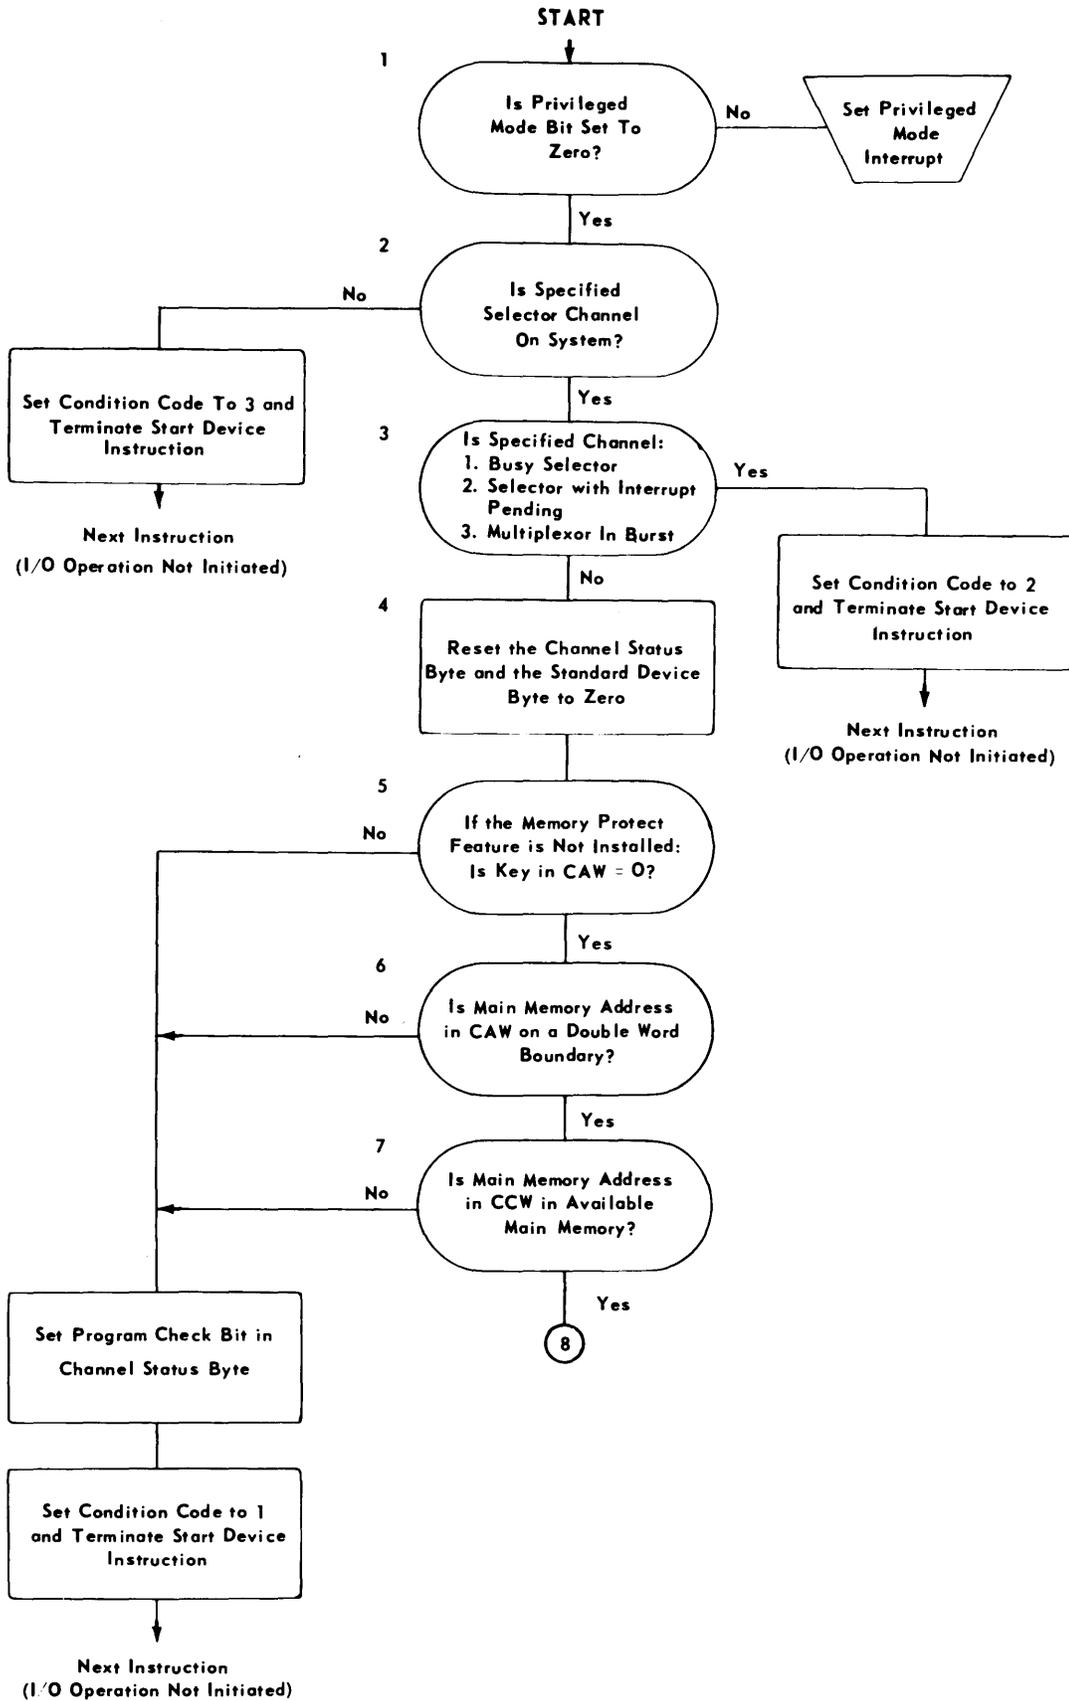 START
1
Is Privileged
Mode Bit Set To
Zero?
No
Set Privileged
Mode
Interrupt
Yes
2
Is Specified
Selector Channel
On System?
No
Set Condition Code To 3 and
Terminate Start Device
Instruction
Next Instruction
(I/O Operation Not Initiated)
Yes
3
Is Specified Channel:
1. Busy Selector
2. Selector with Interrupt
Pending
3. Multiplexor In Burst
Yes
Set Condition Code to 2
and Terminate Start Device
Instruction
Next Instruction
(I/O Operation Not Initiated)
No
4
Reset the Channel Status
Byte and the Standard Device
Byte to Zero
5
If the Memory Protect
Feature is Not Installed:
Is Key in CAW = 0?
No
Yes
6
Is Main Memory Address
in CAW on a Double Word
Boundary?
No
Yes
7
Is Main Memory Address
in CCW in Available
Main Memory?
No
Yes
8
Set Program Check Bit in
Channel Status Byte
Set Condition Code to 1
and Terminate Start Device
Instruction
Next Instruction
(I/O Operation Not Initiated)